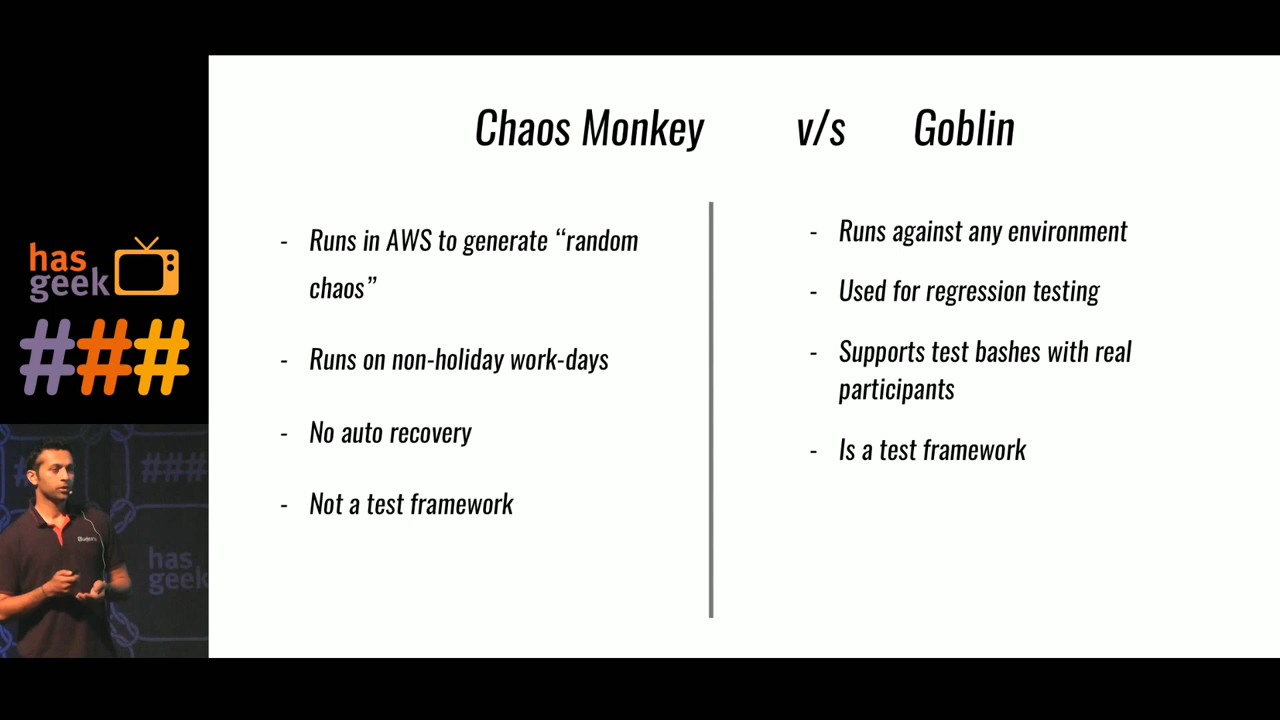 Chaos Monkey v/s Goblin
- Runs in AWS to generate “random
chaos”
- Runs on non-holiday work-days
- No auto recovery
- Not a test framework
- Runs against any environment
- Used for regression testing
- Supports test bashes with real
participants
- Is a test framework
has
geek
###
###
has
geek